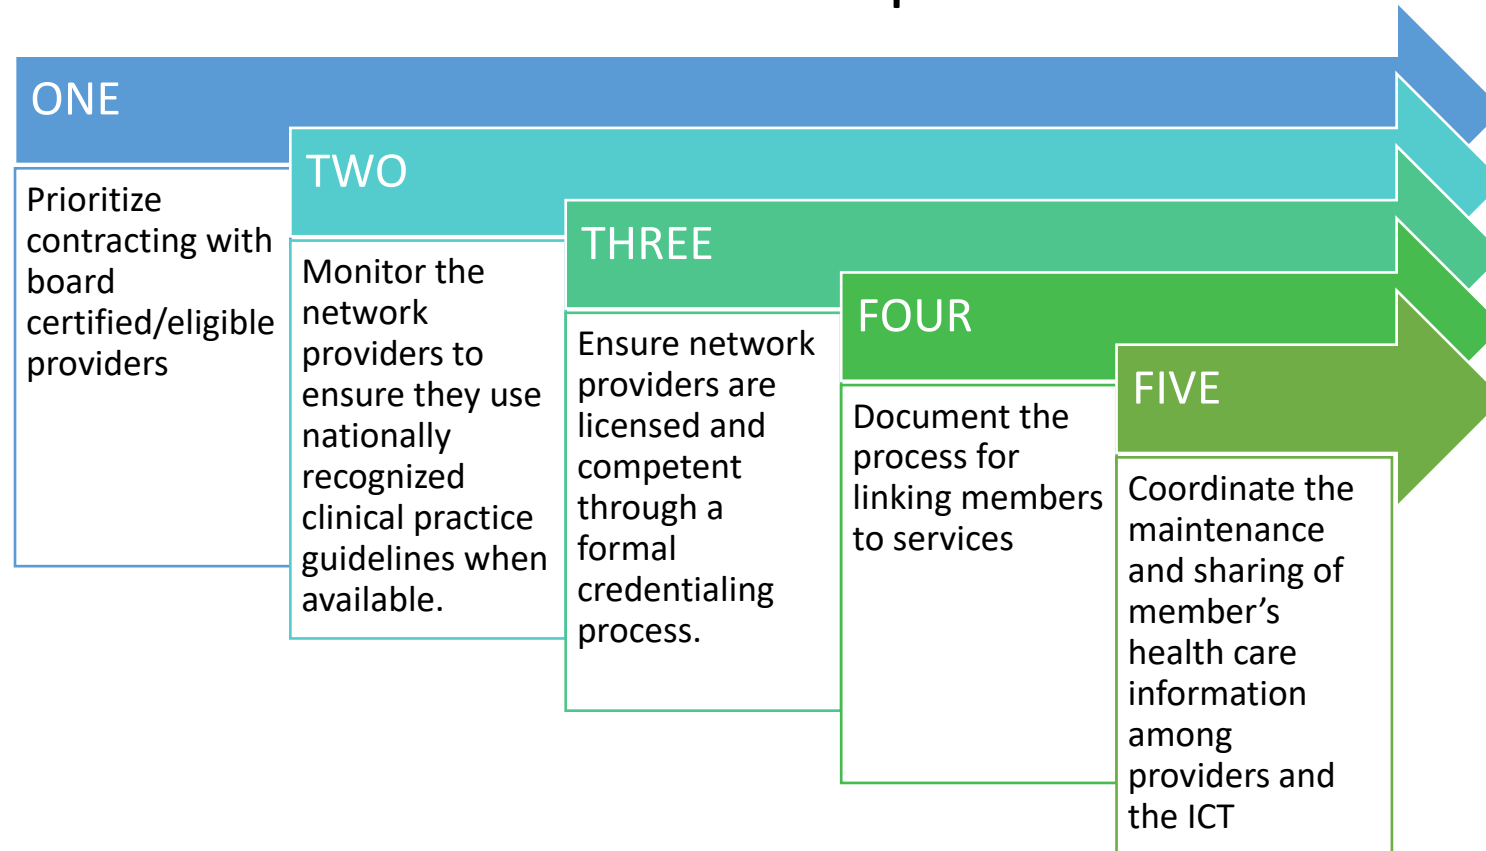 ONE
Prioritize
contracting with
board
certified/eligible
providers
TWO
Monitor the
network
providers to
ensure they use
nationally
recognized
clinical practice
guidelines when
available.
THREE
Ensure network
providers are
licensed and
competent
through a
formal
credentialing
process.
FOUR
Document the
process for
linking members
to services
FIVE
Coordinate the
maintenance
and sharing of
member’s
health care
information
among
providers and
the ICT